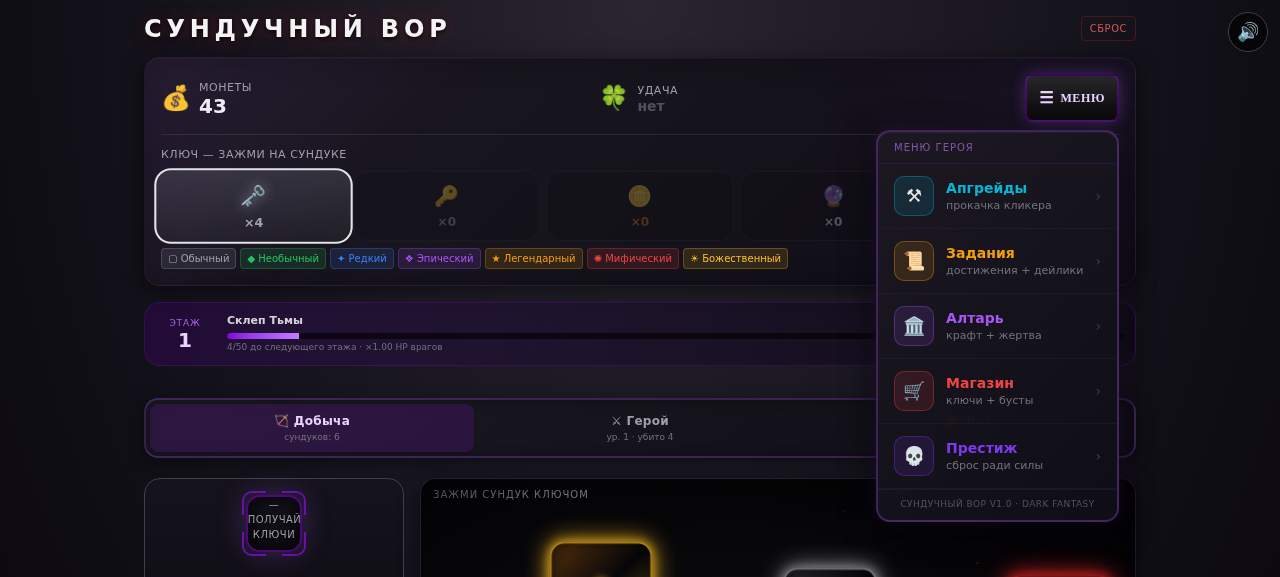 СУНДУЧНЫЙ ВОР
СБРОС
МОНЕТЫ
43
УДАЧА
нет
☰ МЕНЮ
КЛЮЧ — ЗАЖМИ НА СУНДУКЕ
×4
×0
×0
×0
▢ Обычный
◆ Необычный
✦ Редкий
❖ Эпический
★ Легендарный
✺ Мифический
☀ Божественный
ЭТАЖ
1
Склеп Тьмы
4/50 до следующего этажа · ×1.00 HP врагов
Добыча
сундуков: 6
⚔ Герой
ур. 1 · убито 4
МЕНЮ ГЕРОЯ
Апгрейды
прокачка кликера
›
Задания
достижения + дейлики
›
Алтарь
крафт + жертва
›
Магазин
ключи + бусты
›
Престиж
сброс ради силы
›
СУНДУЧНЫЙ ВОР V1.0 · DARK FANTASY
—
ПОЛУЧАЙ
КЛЮЧИ
ЗАЖМИ СУНДУК КЛЮЧОМ